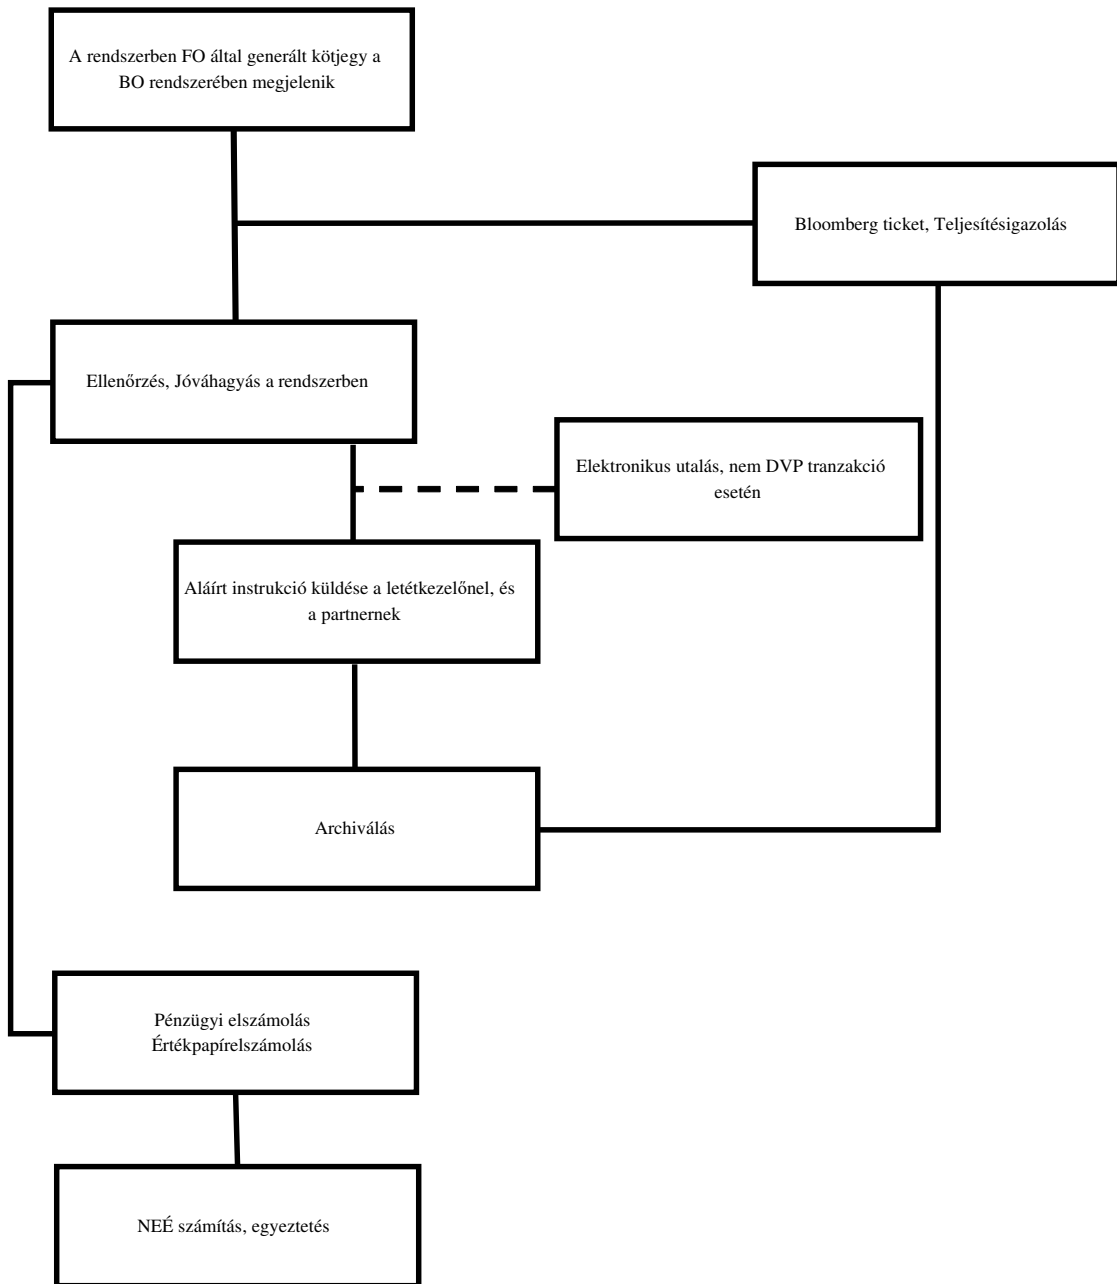 A rendszerben FO által generált kötjegy a
BO rendszerében megjelenik
Bloomberg ticket, Teljesítésigazolás
Ellenőrzés, Jóváhagyás a rendszerben
Elektronikus utalás, nem DVP tranzakció
esetén
Aláírt instrukció küldése a letétkezelőnel, és
a partnernek
Archiválás
Pénzügyi elszámolás
Értékpapírelszámolás
NEÉ számítás, egyeztetés